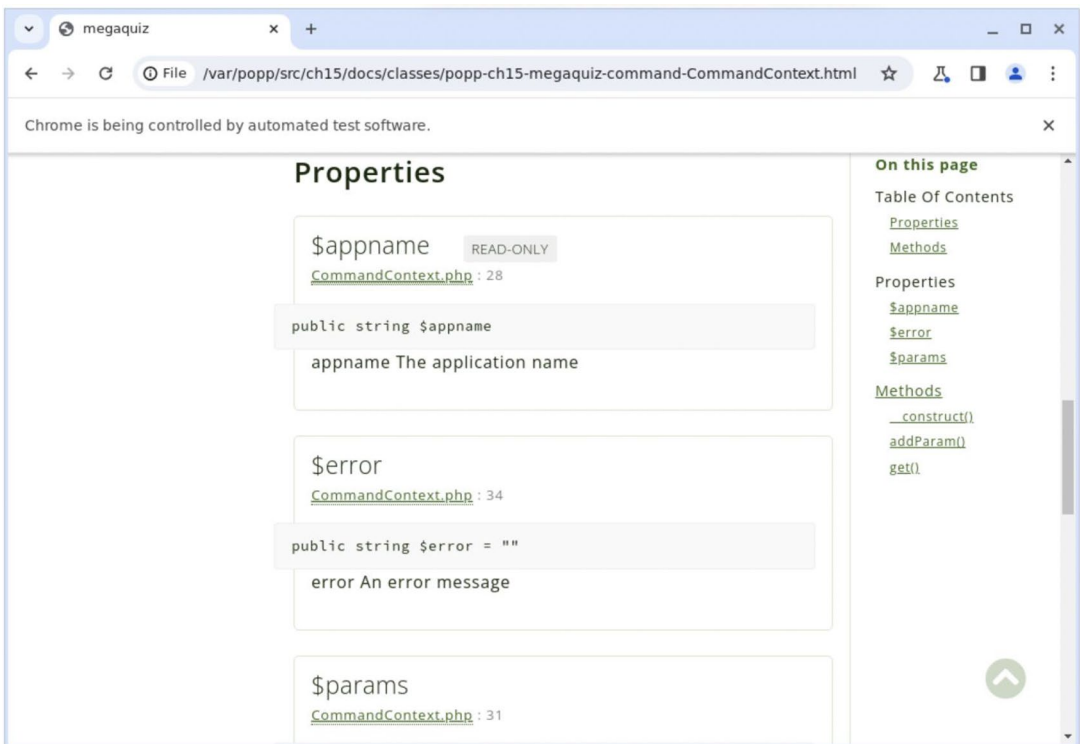 megaquiz
File
/var/popp/src/ch15/docs/classes/popp-ch15-megaquiz-command-CommandContext.html
Chrome is being controlled by automated test software.
Properties
$appname READ-ONLY
CommandContext.php : 28
public string $appname
appname The application name
$error
CommandContext.php : 34
public string $error = ""
error An error message
$params
CommandContext.php : 31
On this page
Table Of Contents
Properties
Methods
Properties
$appname
$error
$params
Methods
__construct()
addParam()
get()